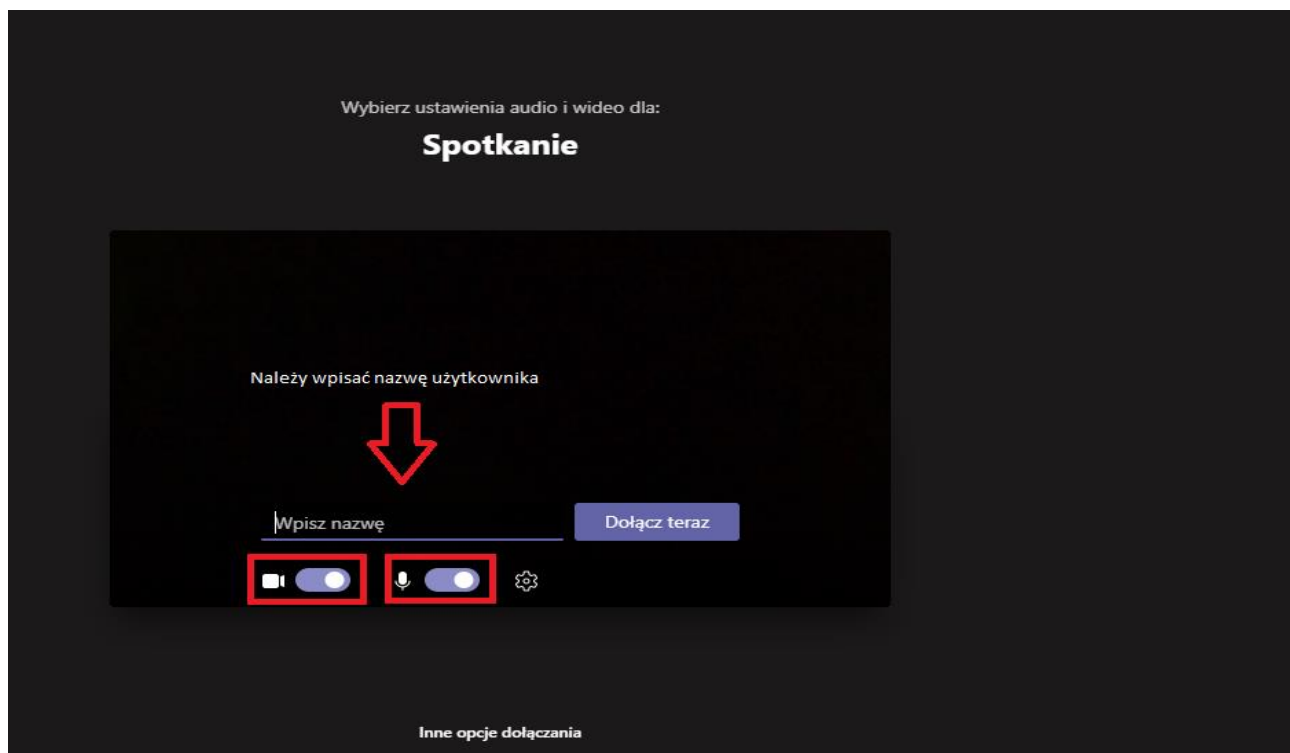 Wybierz ustawienia audio i wideo dla:
Spotkanie
Należy wpisać nazwę użytkownika
Wpisz nazwę
Dołącz teraz
Inne opcje dołączania